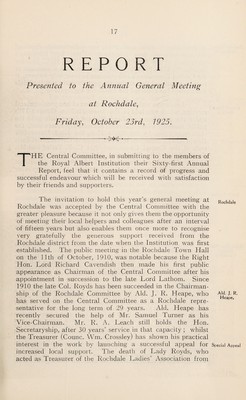 17
REPORT
Presented to the Annual General Meeting
at Rochdale,
Friday, October 23rd, 1925.
THE Central Committee, in submitting to the members of
the Royal Albert Institution their Sixty-first Annual
Report, feel that it contains a record of progress and
successful endeavour which will be received with satisfaction
by their friends and supporters.
The invitation to hold this year's general meeting at
Rochdale was accepted by the Central Committee with the
greater pleasure because it not only gives them the opportunity
of meeting their local helpers and colleagues after an interval
of fifteen years but also enables them once more to recognise
very gratefully the generous support received from the
Rochdale district from the date when the Institution was first
established. The public meeting in the Rochdale Town Hall
on the 11th of October, 1910, was notable because the Right
Hon. Lord Richard Cavendish then made his first public
appearance as Chairman of the Central Committee after his
appointment in succession to the late Lord Lathom. Since
1910 the late Col. Royds has been succeeded in the Chairman-
ship of the Rochdale Committee by Ald. J. R. Heape, who
has served on the Central Committee as a Rochdale repre-
sentative for the long term of 29 years. Ald. Heape has
recently secured the help of Mr. Samuel Turner as his
Vice-Chairman. Mr. R. A. Leach still holds the Hon.
Secretaryship, after 30 years' service in that capacity; whilst
the Treasurer (Counc. Wm. Crossley) has shown his practical
interest in the work by launching a successful appeal for
increased local support. The death of Lady Royds, who
acted as Treasurer of the Rochdale Ladies' Association from
Rochdale
Ald. J. R.
Heape.
Special Appeal